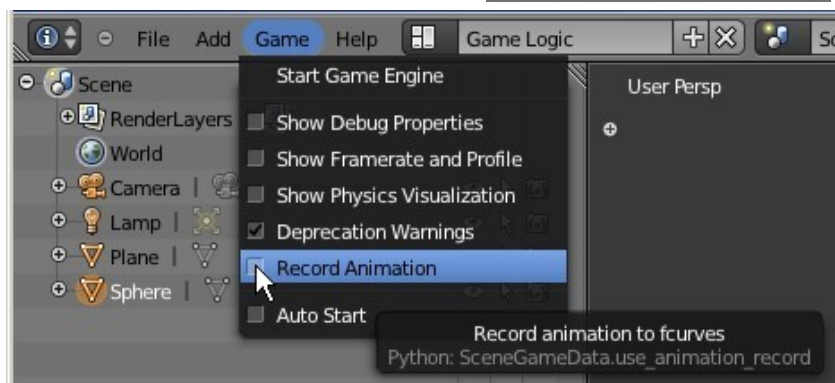 File Add Game Help Game Logic
Scene
RenderLayers
World
Camera
Lamp
Plane
Sphere
Start Game Engine
Show Debug Properties
Show Framerate and Profile
Show Physics Visualization
Deprecation Warnings
Record Animation
Auto Start
User Persp
Record animation to fcurves
Python: SceneGameData.use_animation_record